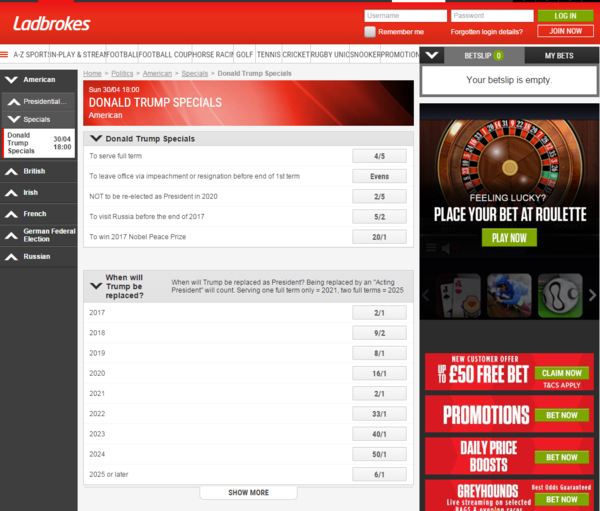 Ladbrokes
Username
Password
LOG IN
Remember me
Forgotten login details?
JOIN NOW
A-Z SPORTS
IN-PLAY & STREA
FOOTBALL
FOOTBALL COUP
HORSE RACIN
GOLF
TENNIS
CRICKET
RUGBY UNIO
SNOOKER
PROMOTION
BETSLIP 0
MY BETS
Your betslip is empty.
American
Presidential...
Specials
Donald Trump Specials
30/04 18:00
British
Irish
French
German Federal Election
Russian
Home > Politics > American > Specials > Donald Trump Specials
Sun 30/04 18:00
DONALD TRUMP SPECIALS
American
Donald Trump Specials
To serve full term 4/5
To leave office via impeachment or resignation before end of 1st term Evens
NOT to be re-elected as President in 2020 2/5
To visit Russia before the end of 2017 5/2
To win 2017 Nobel Peace Prize 20/1
When will Trump be replaced?
When will Trump be replaced as President? Being replaced by an "Acting
President" will count. Serving one full term only = 2021, two full terms = 2025
2017 2/1
2018 9/2
2019 8/1
2020 16/1
2021 2/1
2022 33/1
2023 40/1
2024 50/1
2025 or later 6/1
SHOW MORE
FEELING LUCKY?
PLACE YOUR BET AT ROULETTE
PLAY NOW
NEW CUSTOMER OFFER
UP TO £50 FREE BET
CLAIM NOW
T&CS APPLY
PROMOTIONS
BET NOW
DAILY PRICE
BOOSTS
BET NOW
GREYHOUNDS
Best Odds Guaranteed
Live streaming on selected
BAGS & evening races
BET NOW